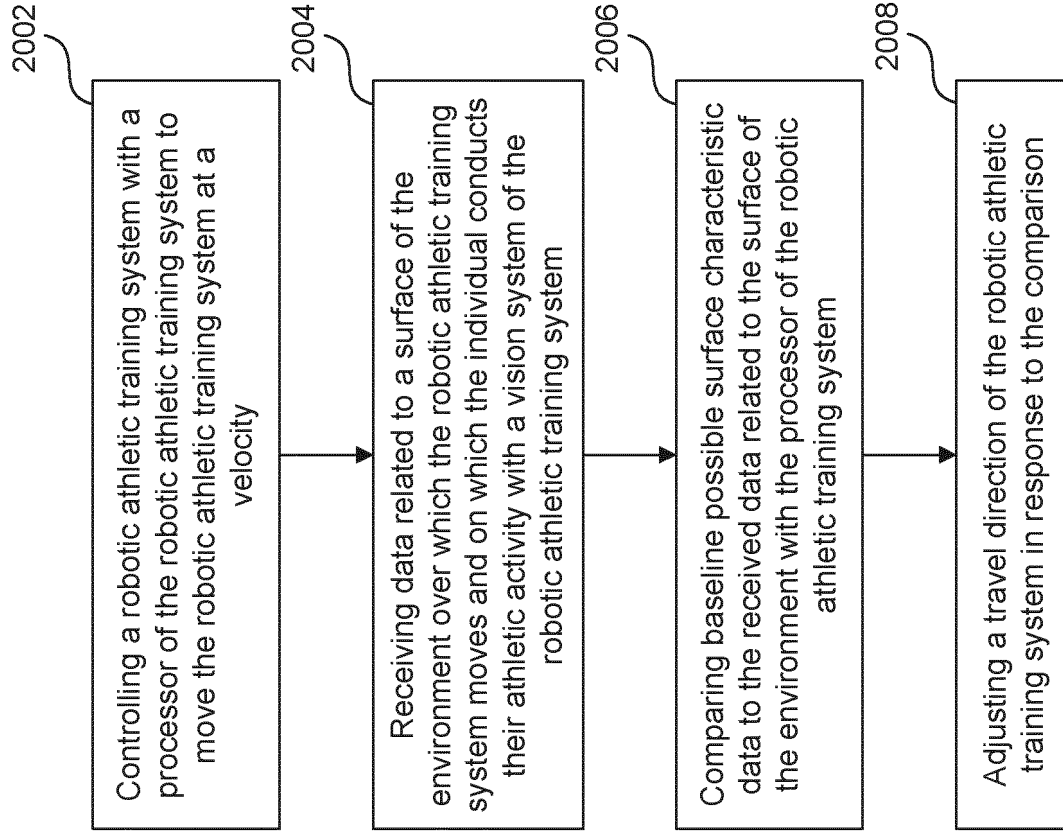 2002
Controlling a robotic athletic training system with a
processor of the robotic athletic training system to
move the robotic athletic training system at a
velocity
2004
Receiving data related to a surface of the
environment over which the robotic athletic training
system moves and on which the individual conducts
their athletic activity with a vision system of the
robotic athletic training system
2006
Comparing baseline possible surface characteristic
data to the received data related to the surface of
the environment with the processor of the robotic
athletic training system
2008
Adjusting a travel direction of the robotic athletic
training system in response to the comparison